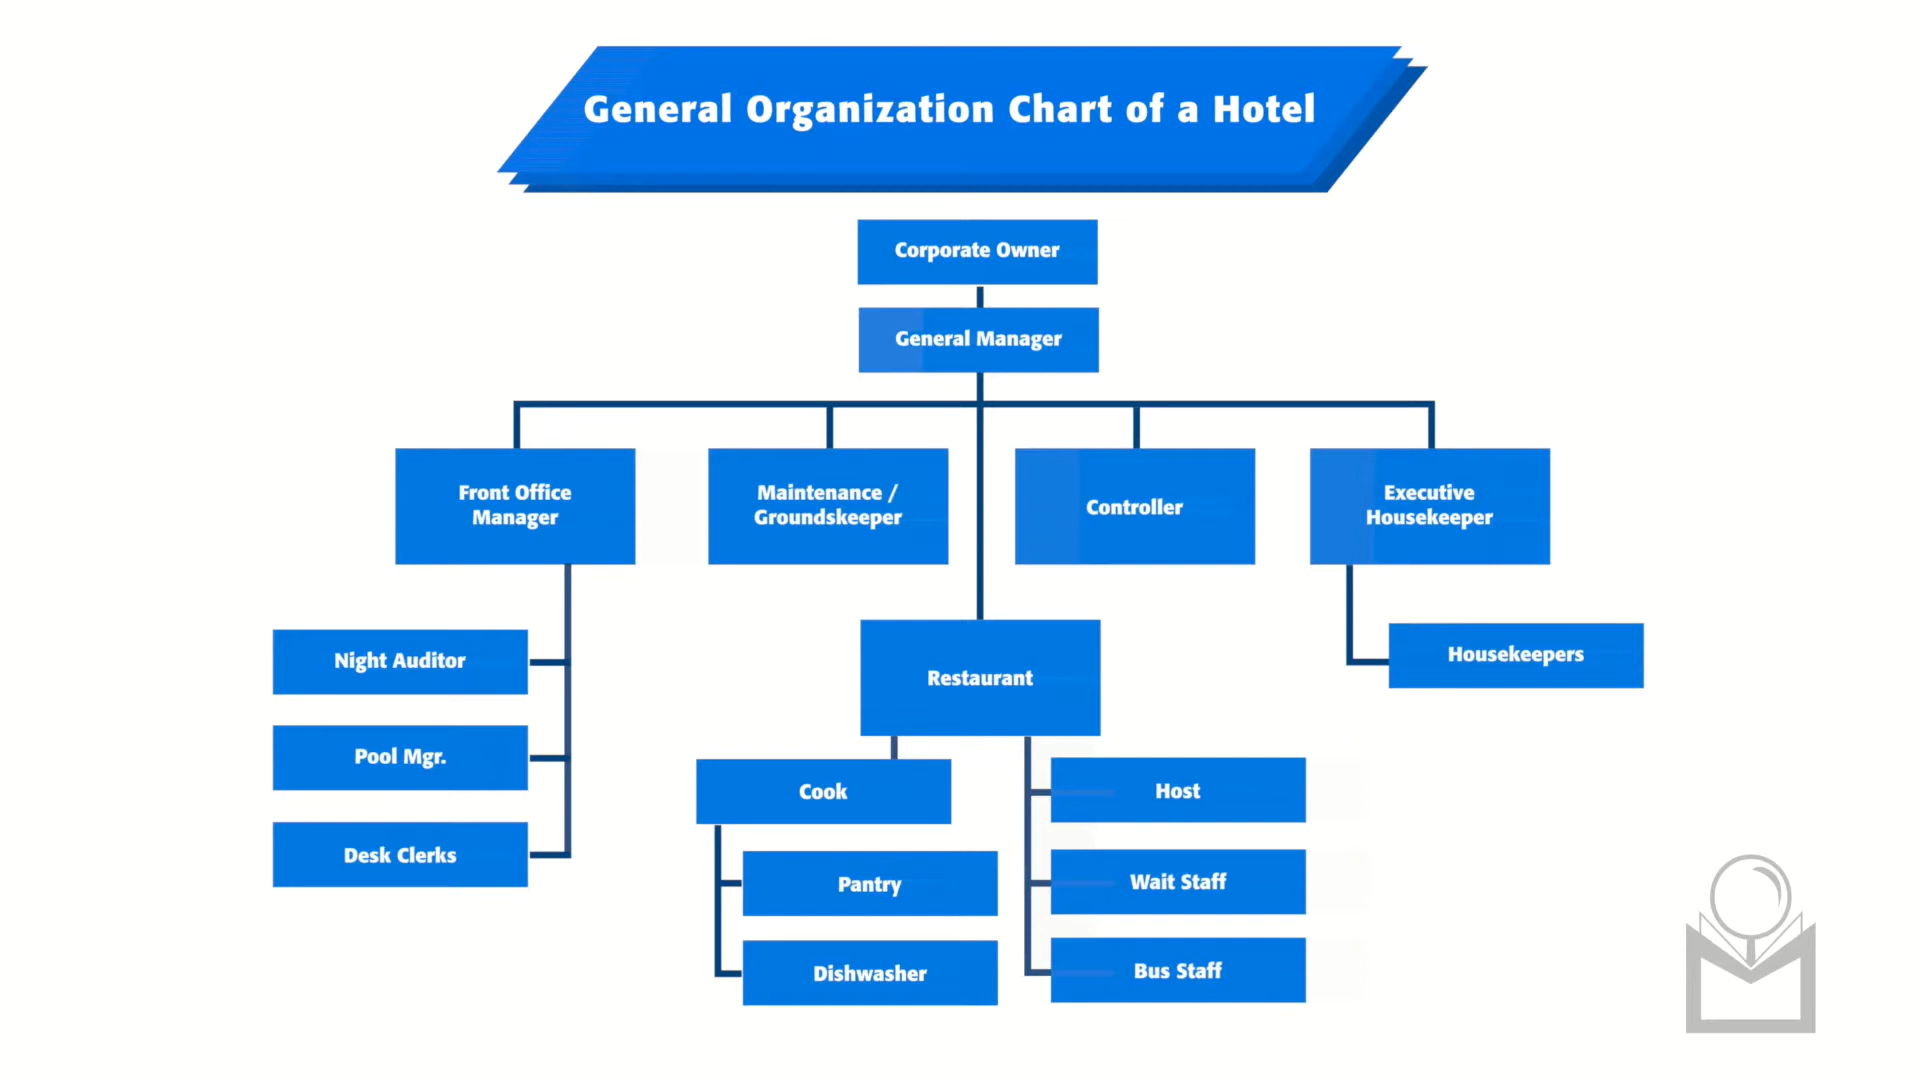 General Organization Chart of a Hotel
Corporate Owner
General Manager
Front Office
Manager
Maintenance /
Groundskeeper
Controller
Executive
Housekeeper
Night Auditor
Pool Mgr.
Desk Clerks
Restaurant
Cook
Pantry
Dishwasher
Host
Wait Staff
Bus Staff
Housekeepers